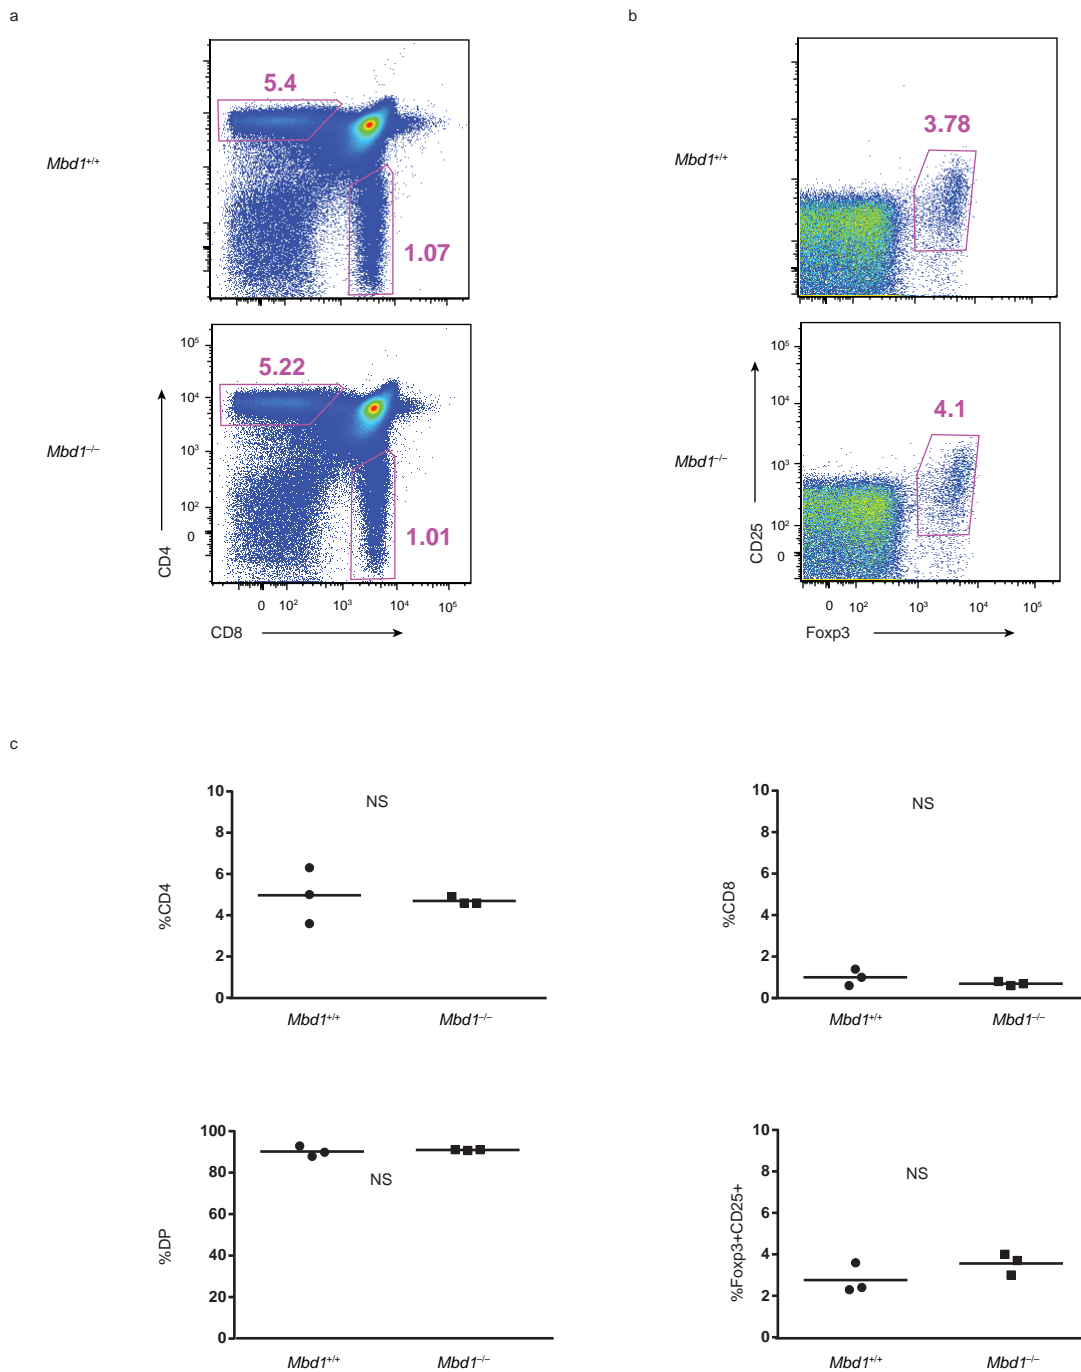 a
b
5.4
3.78
Mbd1+/+
Mbd1+/+
1.07
10⁵
5.22
10⁵
10⁴
4.1
10⁴
Mbd1–/–
10³
Mbd1–/–
10³
10²
1.01
10²
0
0
CD4
CD25
0 10² 10³ 10⁴ 10⁵
0 10² 10³ 10⁴ 10⁵
CD8
Foxp3
c
10
NS
8
6
%CD4
4
2
0
Mbd1+/+ Mbd1–/–
10
NS
8
6
%CD8
4
2
0
Mbd1+/+ Mbd1–/–
100
80
NS
60
%DP
40
20
0
Mbd1+/+ Mbd1–/–
10
8
NS
6
%Foxp3+CD25+
4
2
0
Mbd1+/+ Mbd1–/–